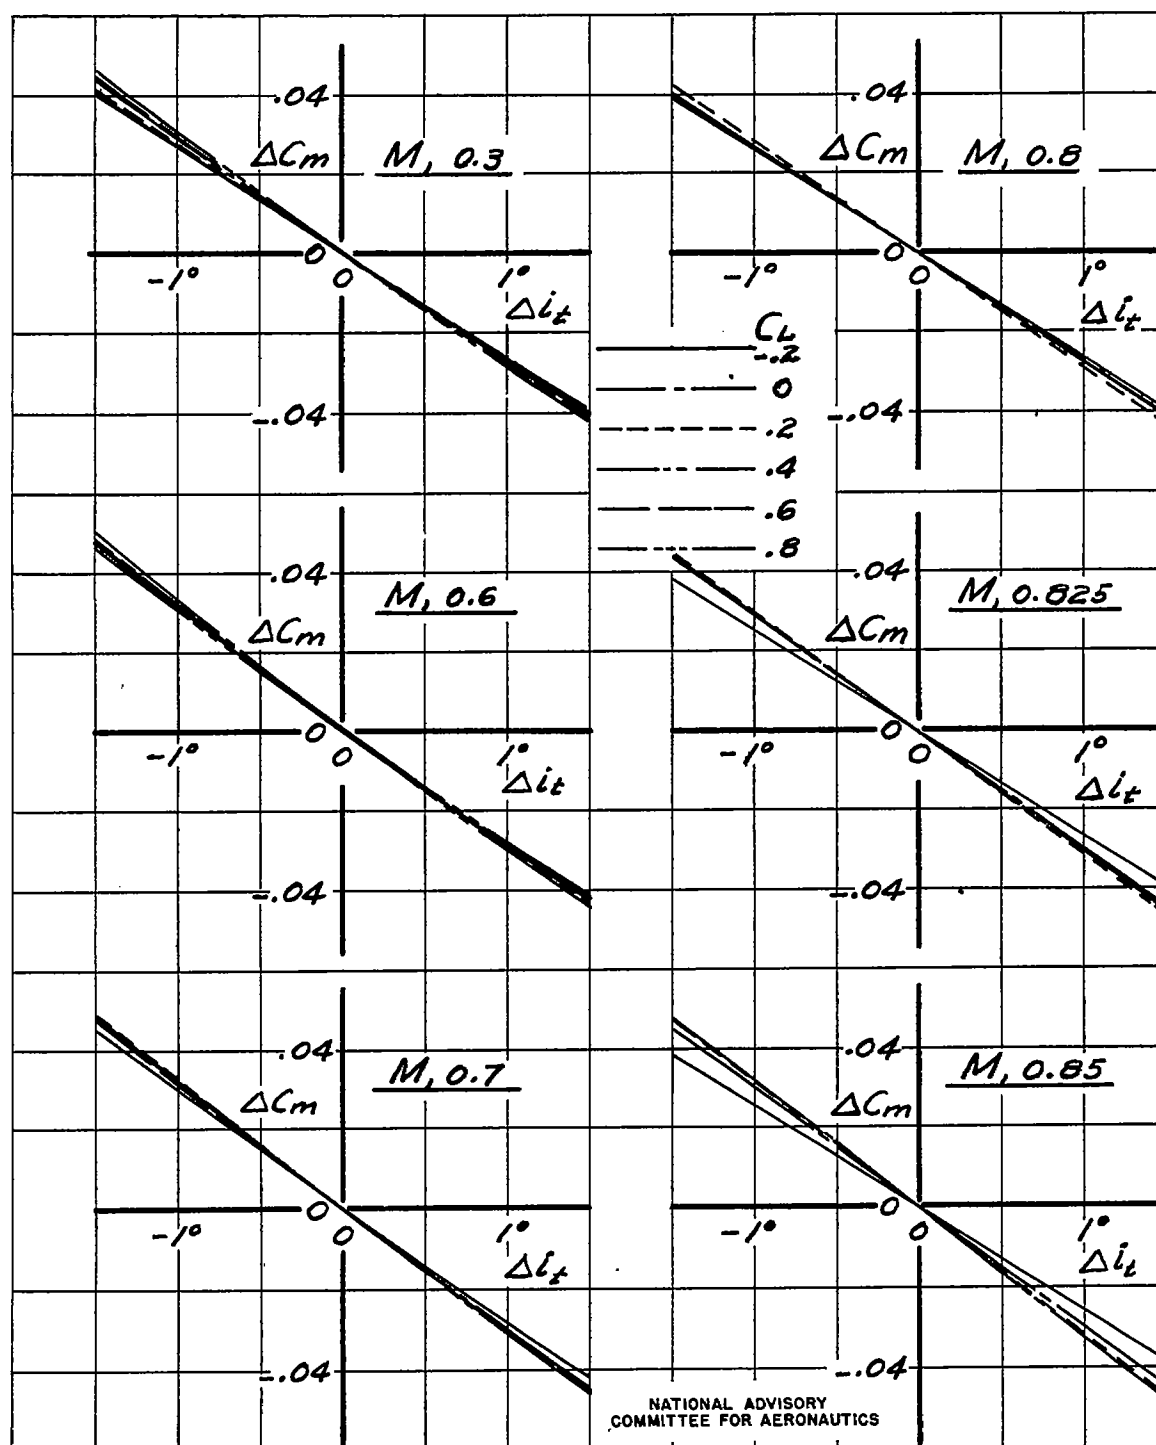 .04
ΔCm
M, 0.3
0
-1°
0
1°
Δit
-.04
.04
ΔCm
M, 0.8
0
-1°
0
1°
Δit
-.04
CL
-.2
0
.2
.4
.6
.8
.04
M, 0.6
ΔCm
0
-1°
0
1°
Δit
-.04
.04
M, 0.825
ΔCm
0
-1°
0
1°
Δit
-.04
.04
M, 0.7
ΔCm
0
-1°
0
1°
Δit
-.04
.04
M, 0.85
ΔCm
0
-1°
0
1°
Δit
-.04
NATIONAL ADVISORY
COMMITTEE FOR AERONAUTICS